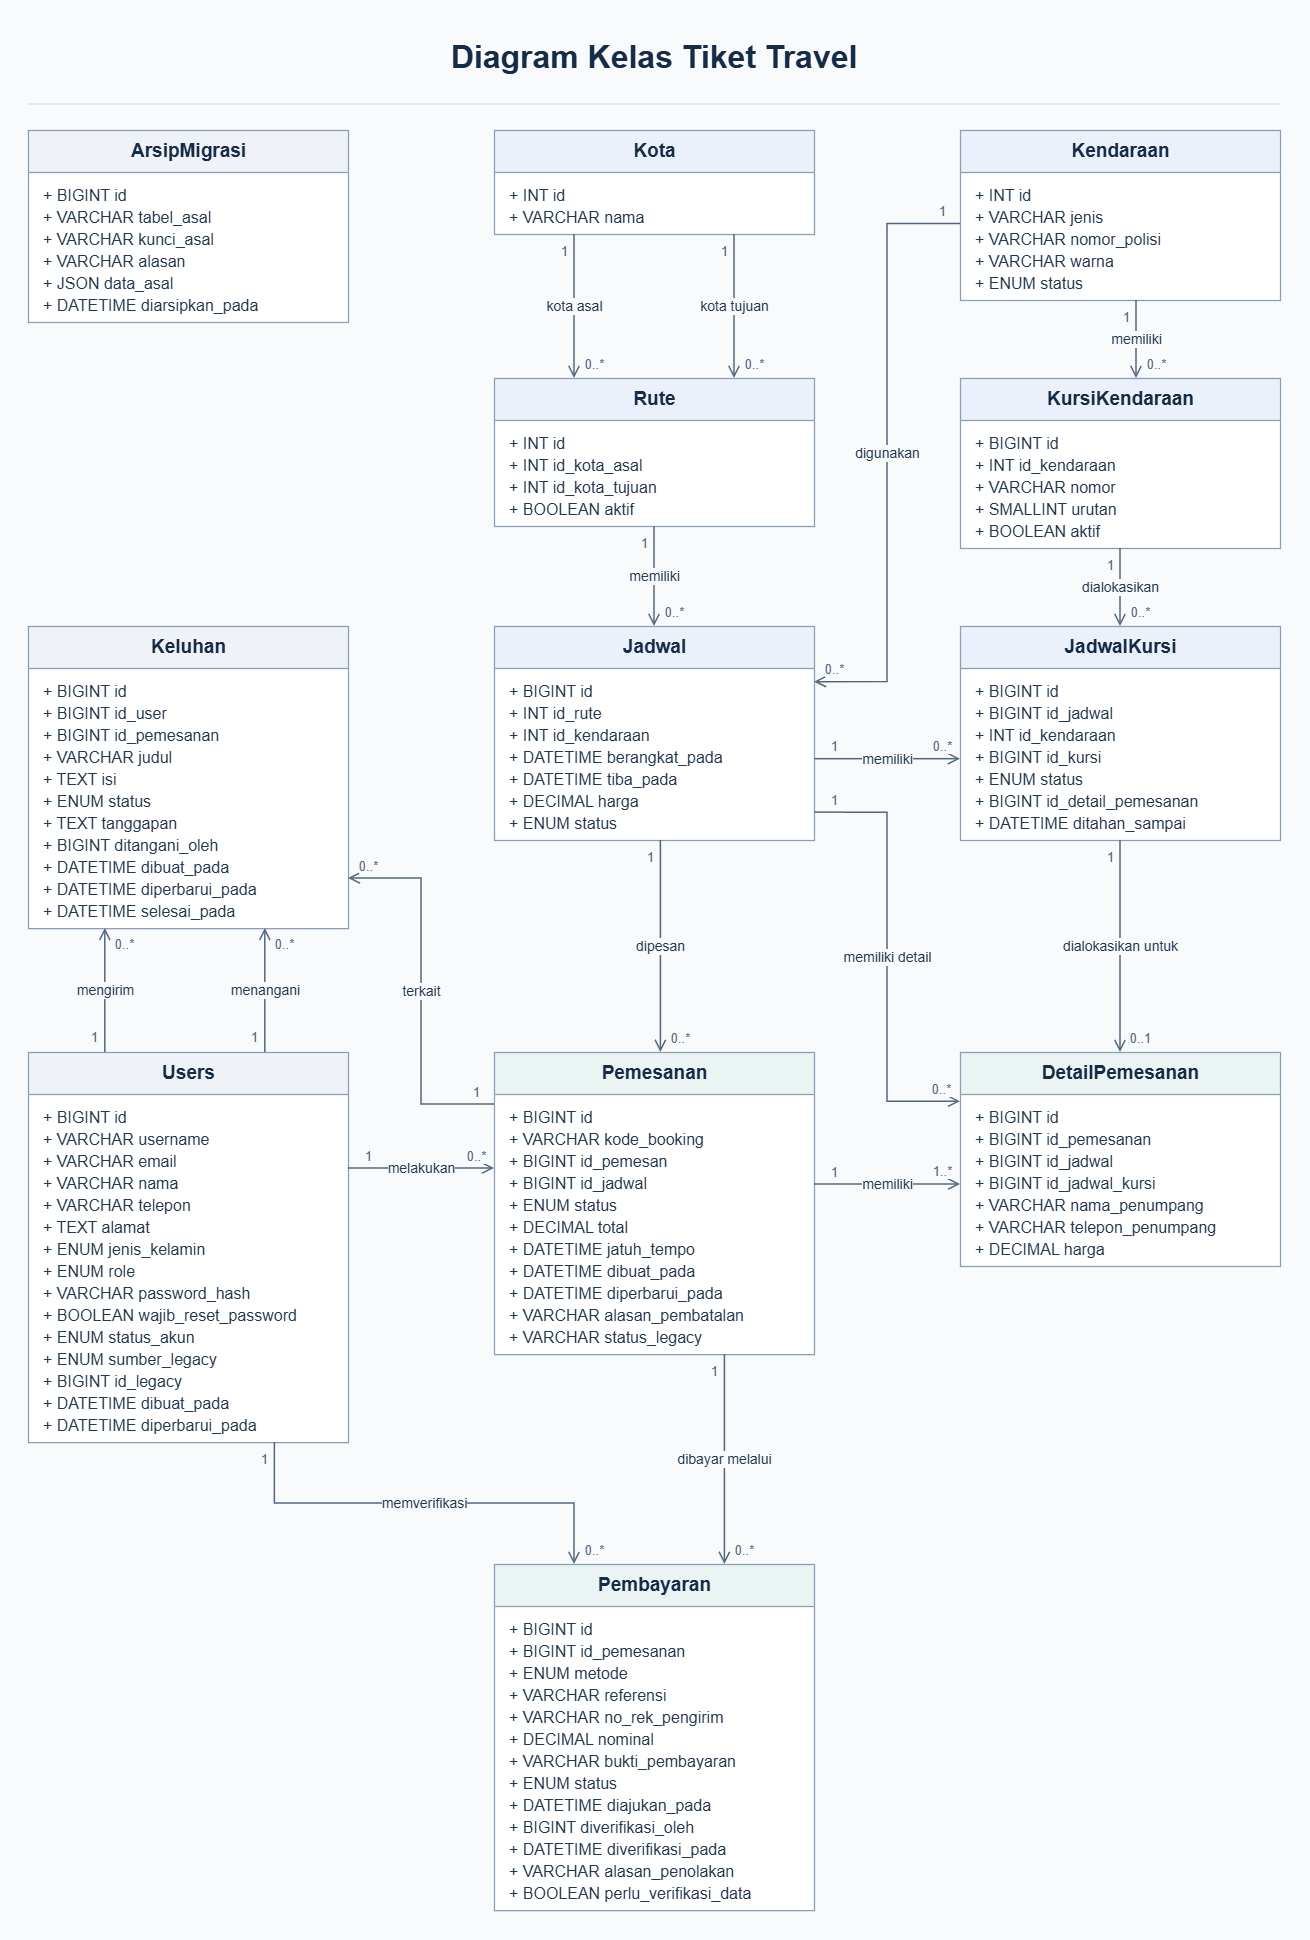 Diagram Kelas Tiket Travel
ArsipMigrasi
+ BIGINT id
+ VARCHAR tabel_asal
+ VARCHAR kunci_asal
+ VARCHAR alasan
+ JSON data_asal
+ DATETIME diarsipkan_pada
Kota
+ INT id
+ VARCHAR nama
Kendaraan
+ INT id
+ VARCHAR jenis
+ VARCHAR nomor_polisi
+ VARCHAR warna
+ ENUM status
1
1
1
kota asal
kota tujuan
0..*
0..*
1
memiliki
0..*
digunakan
0..*
Rute
+ INT id
+ INT id_kota_asal
+ INT id_kota_tujuan
+ BOOLEAN aktif
KursiKendaraan
+ BIGINT id
+ INT id_kendaraan
+ VARCHAR nomor
+ SMALLINT urutan
+ BOOLEAN aktif
1
memiliki
0..*
1
dialokasikan
0..*
Keluhan
+ BIGINT id
+ BIGINT id_user
+ BIGINT id_pemesanan
+ VARCHAR judul
+ TEXT isi
+ ENUM status
+ TEXT tanggapan
+ BIGINT ditangani_oleh
+ DATETIME dibuat_pada
+ DATETIME diperbarui_pada
+ DATETIME selesai_pada
Jadwal
+ BIGINT id
+ INT id_rute
+ INT id_kendaraan
+ DATETIME berangkat_pada
+ DATETIME tiba_pada
+ DECIMAL harga
+ ENUM status
1
memiliki
0..*
1
JadwalKursi
+ BIGINT id
+ BIGINT id_jadwal
+ INT id_kendaraan
+ BIGINT id_kursi
+ ENUM status
+ BIGINT id_detail_pemesanan
+ DATETIME ditahan_sampai
0..*
0..*
0..*
mengirim
menangani
1
1
terkait
1
1
dipesan
0..*
memiliki detail
0..*
1
dialokasikan untuk
0..1
Users
+ BIGINT id
+ VARCHAR username
+ VARCHAR email
+ VARCHAR nama
+ VARCHAR telepon
+ TEXT alamat
+ ENUM jenis_kelamin
+ ENUM role
+ VARCHAR password_hash
+ BOOLEAN wajib_reset_password
+ ENUM status_akun
+ ENUM sumber_legacy
+ BIGINT id_legacy
+ DATETIME dibuat_pada
+ DATETIME diperbarui_pada
1
melakukan
0..*
Pemesanan
+ BIGINT id
+ VARCHAR kode_booking
+ BIGINT id_pemesan
+ BIGINT id_jadwal
+ ENUM status
+ DECIMAL total
+ DATETIME jatuh_tempo
+ DATETIME dibuat_pada
+ DATETIME diperbarui_pada
+ VARCHAR alasan_pembatalan
+ VARCHAR status_legacy
1
memiliki
1..*
DetailPemesanan
+ BIGINT id
+ BIGINT id_pemesanan
+ BIGINT id_jadwal
+ BIGINT id_jadwal_kursi
+ VARCHAR nama_penumpang
+ VARCHAR telepon_penumpang
+ DECIMAL harga
1
memverifikasi
0..*
1
dibayar melalui
0..*
Pembayaran
+ BIGINT id
+ BIGINT id_pemesanan
+ ENUM metode
+ VARCHAR referensi
+ VARCHAR no_rek_pengirim
+ DECIMAL nominal
+ VARCHAR bukti_pembayaran
+ ENUM status
+ DATETIME diajukan_pada
+ BIGINT diverifikasi_oleh
+ DATETIME diverifikasi_pada
+ VARCHAR alasan_penolakan
+ BOOLEAN perlu_verifikasi_data